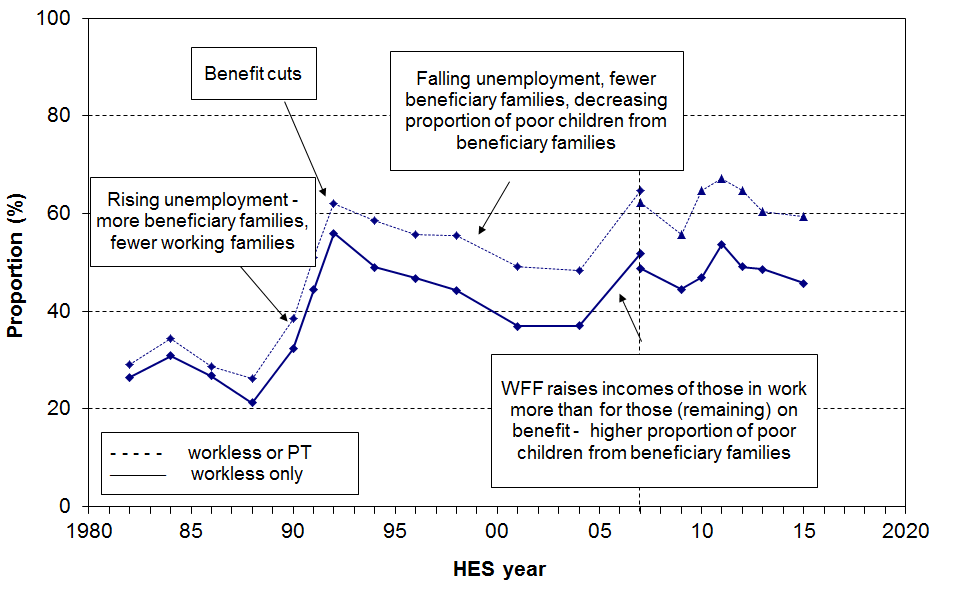 100
80
60
40
20
0
Proportion (%)
Benefit cuts
Falling unemployment, fewer
beneficiary families, decreasing
proportion of poor children from
beneficiary families
Rising unemployment -
more beneficiary families,
fewer working families
WFF raises incomes of those in work
more than for those (remaining) on
benefit - higher proportion of poor
children from beneficiary families
workless or PT
workless only
1980 85 90 95 00 05 10 15 2020
HES year